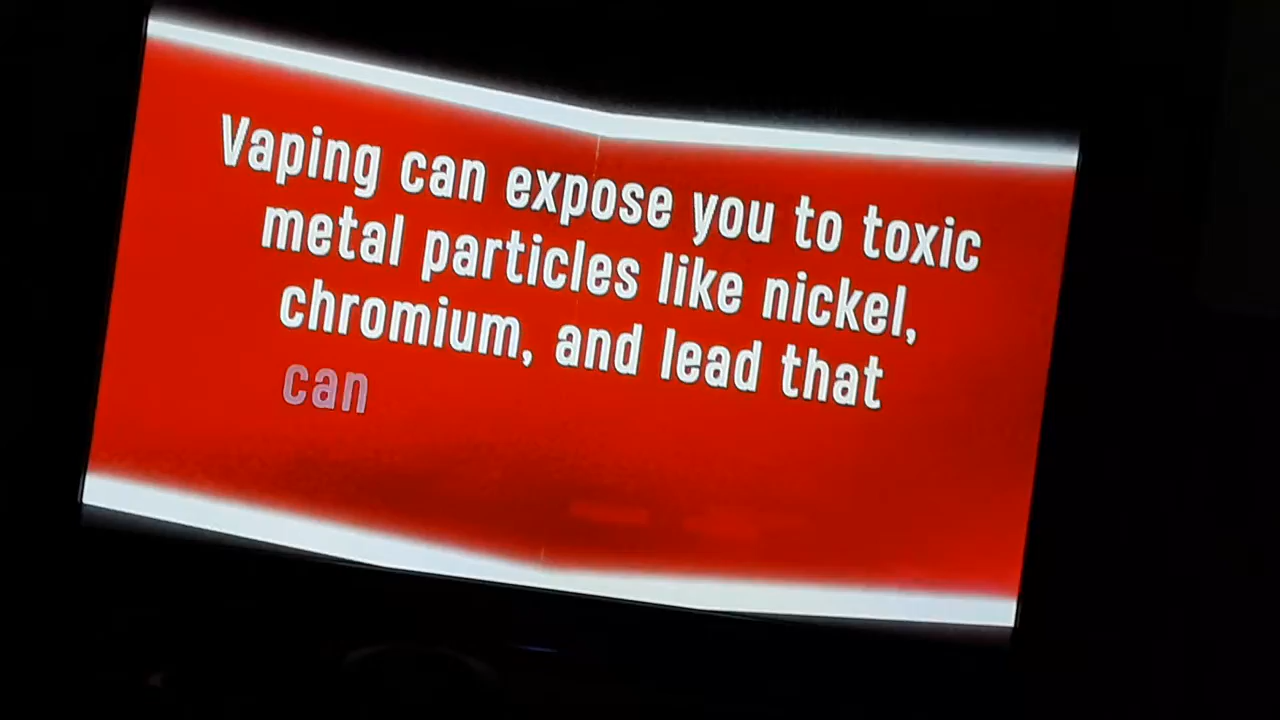 Vaping can expose you to toxic
metal particles like nickel,
chromium, and lead that
can